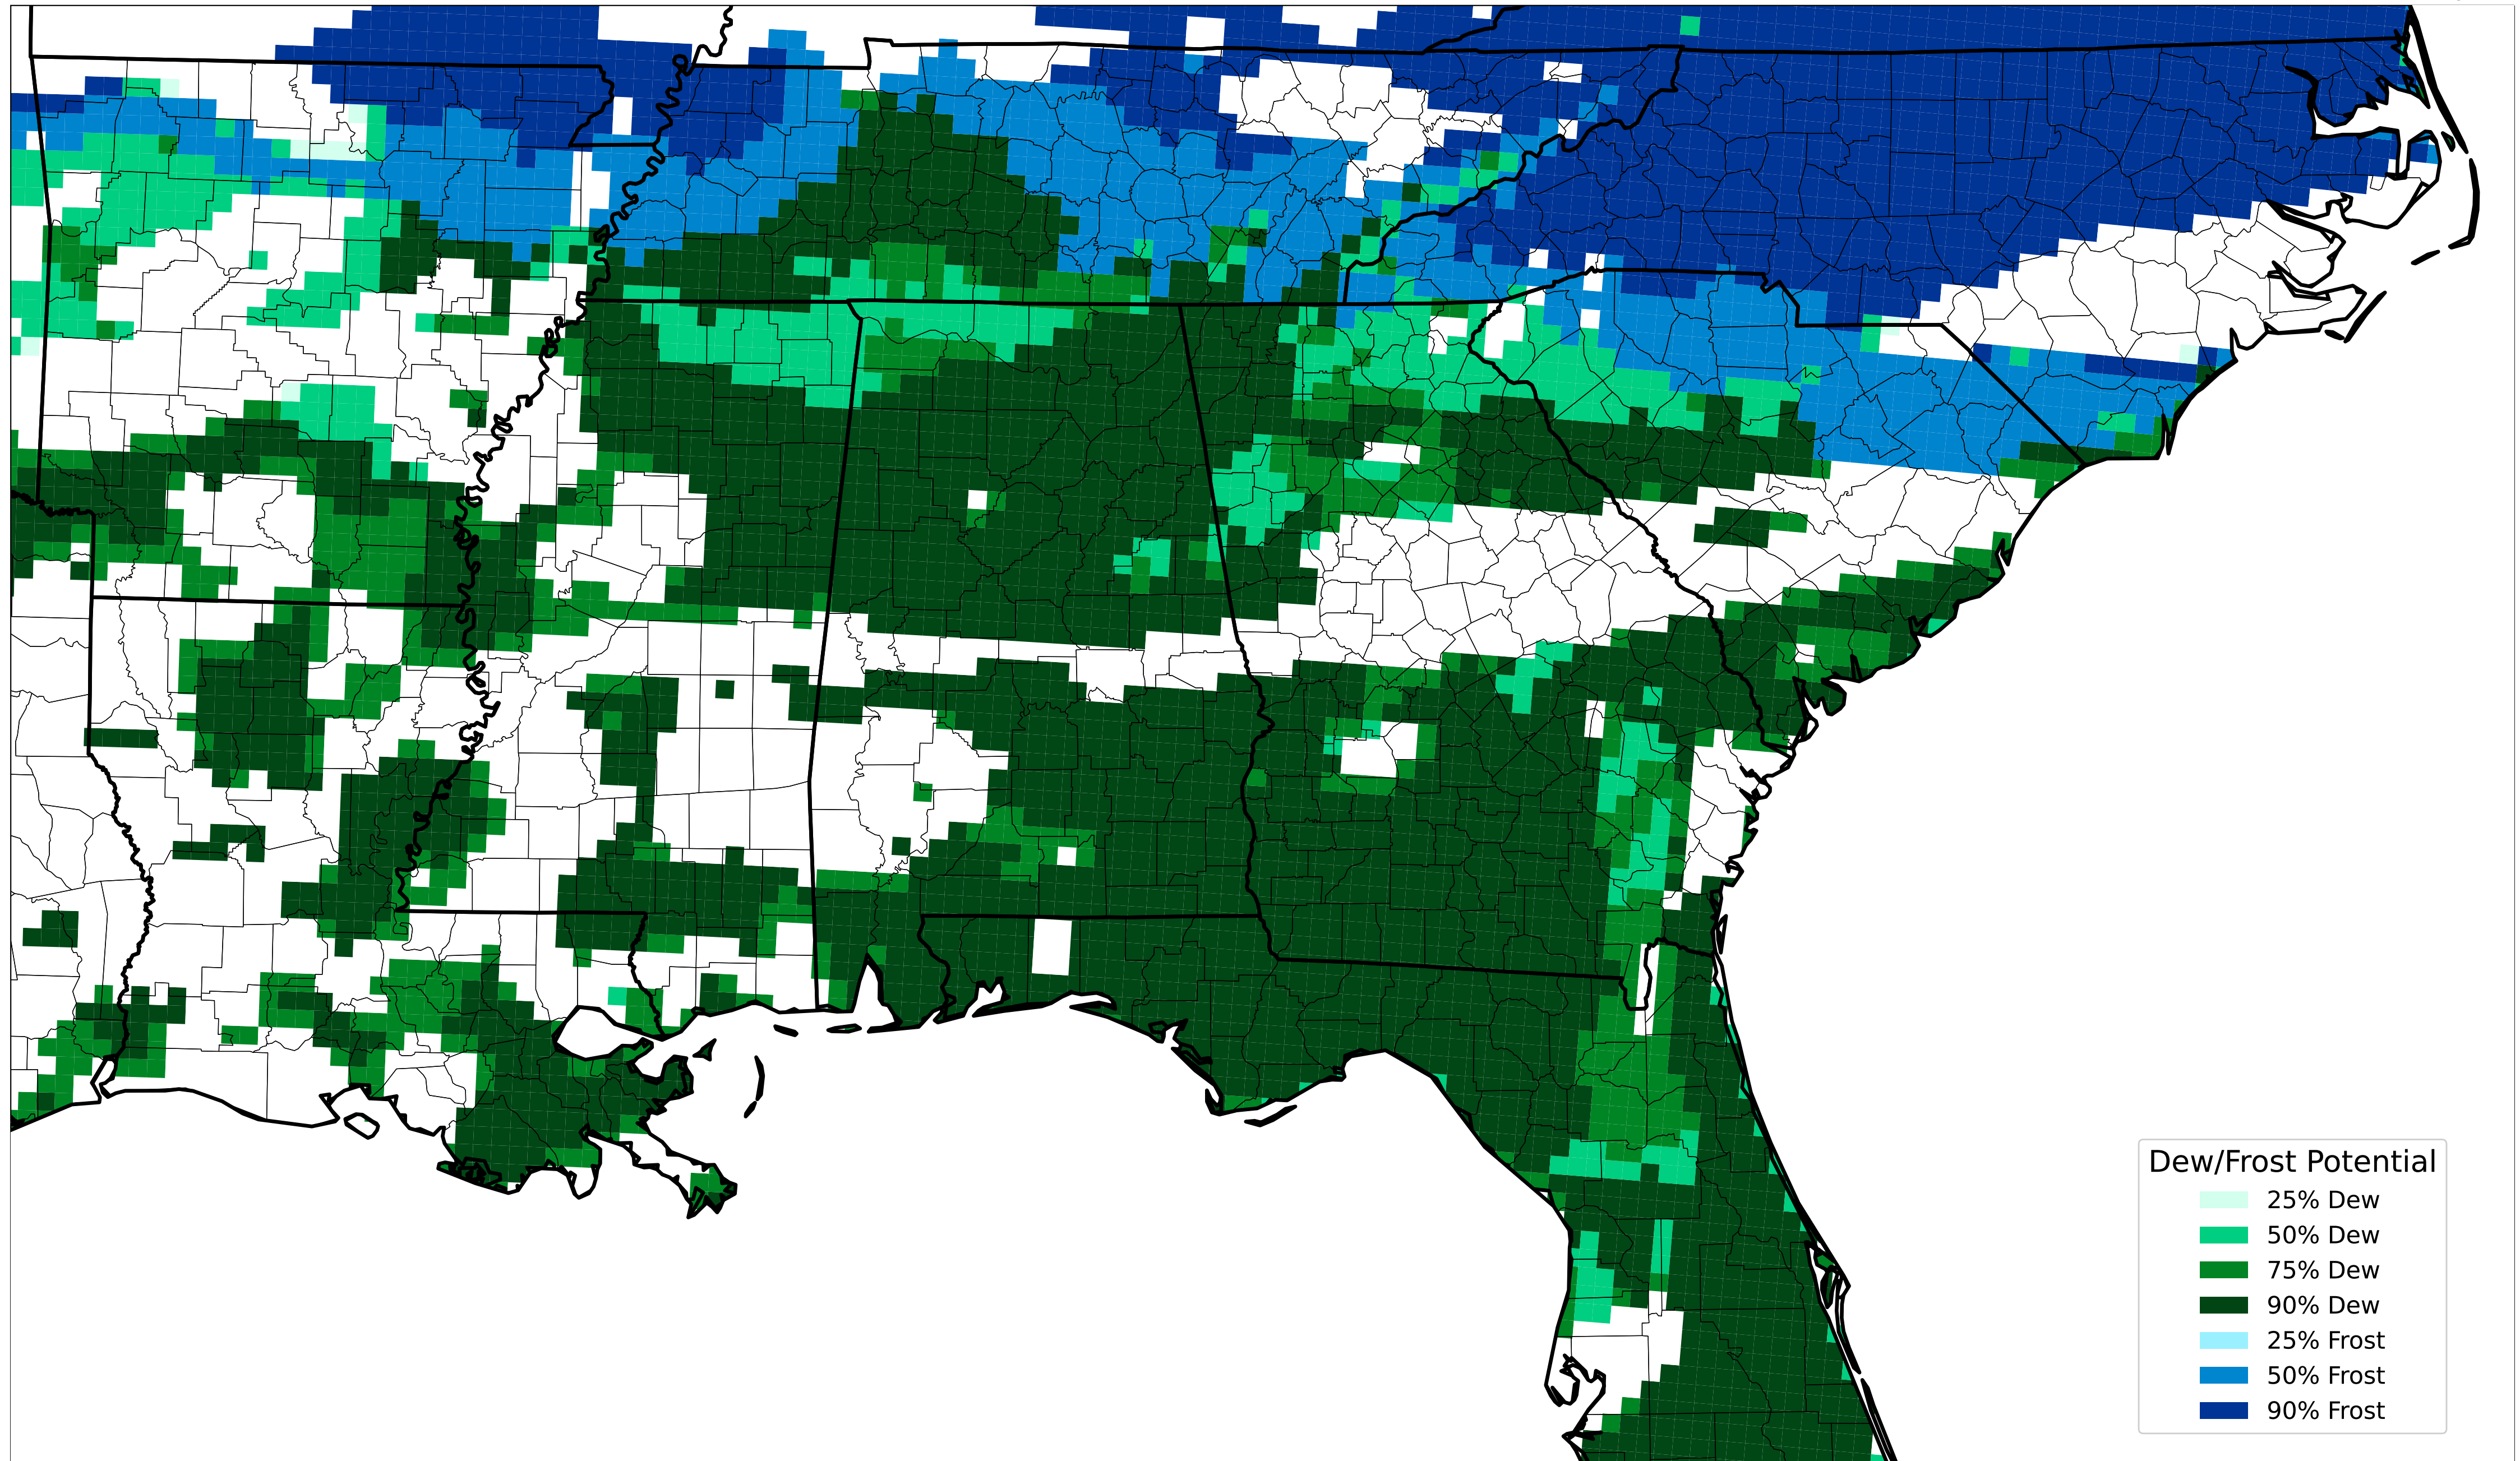 Dew/Frost Potential
25% Dew
50% Dew
75% Dew
90% Dew
25% Frost
50% Frost
90% Frost